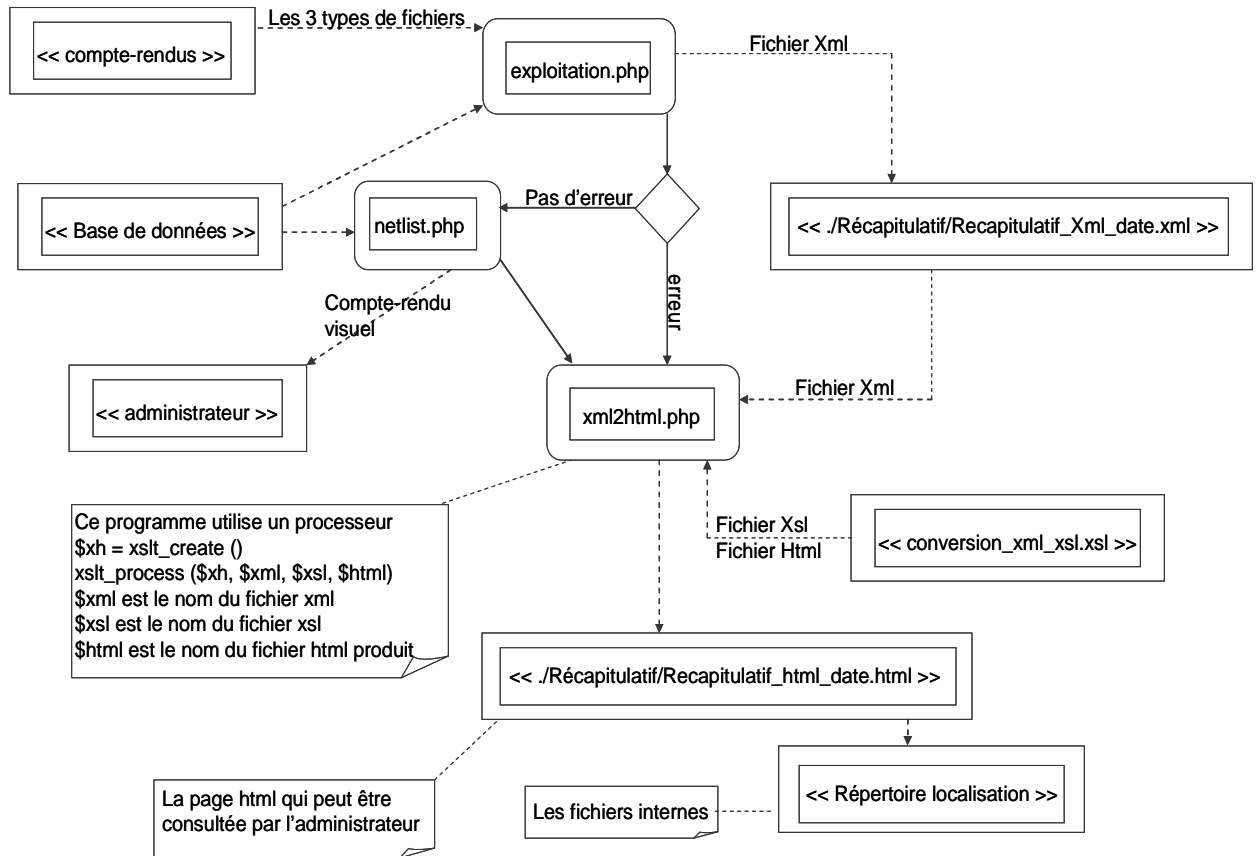 Les 3 types de fichiers
<< compte-rendus >>
exploitation.php
Fichier Xml
Pas d'erreur
<< Base de données >>
netlist.php
<< ./Récapitulatif/Recapitulatif_Xml_date.xml >>
erreur
Compte-rendu
visuel
<< administrateur >>
xml2html.php
Fichier Xml
Ce programme utilise un processeur
$xh = xslt_create ()
xslt_process ($xh, $xml, $xsl, $html)
$xml est le nom du fichier xml
$xsl est le nom du fichier xsl
$html est le nom du fichier html produit
Fichier Xsl
Fichier Html
<< conversion_xml_xsl.xsl >>
<< ./Récapitulatif/Recapitulatif_html_date.html >>
La page html qui peut être
consultée par l'administrateur
Les fichiers internes
<< Répertoire localisation >>